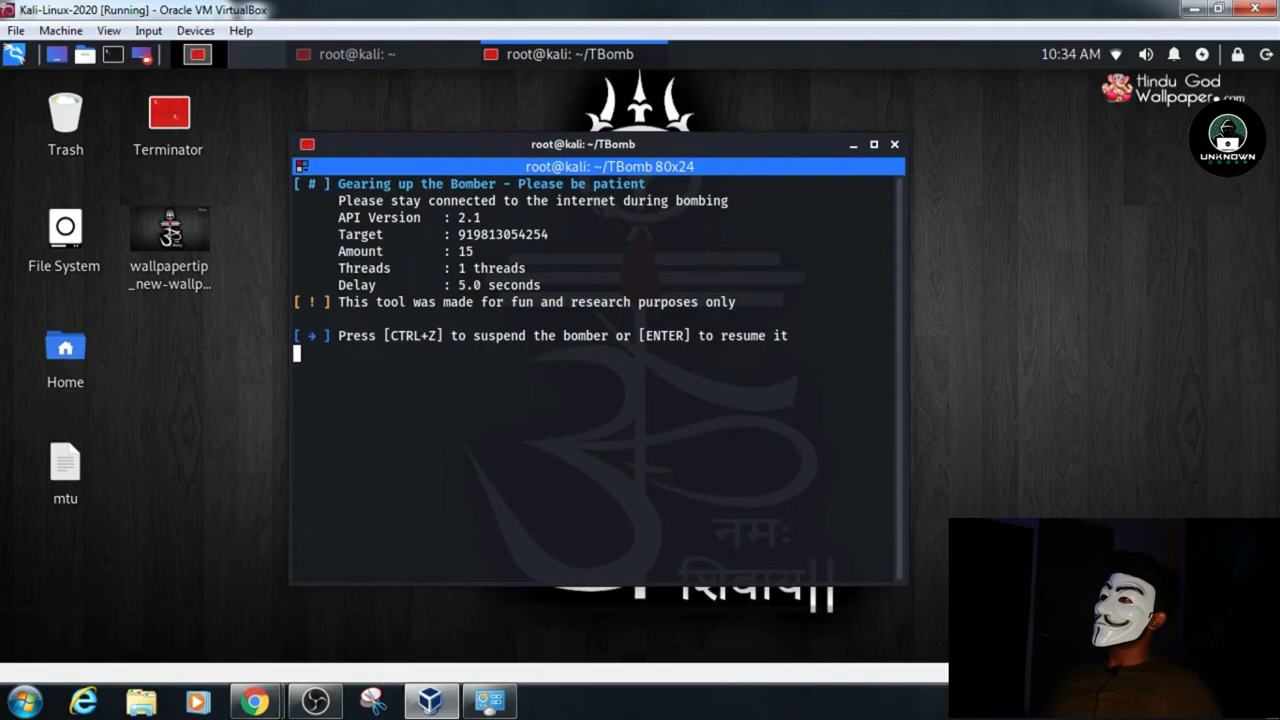 Kali-Linux-2020 [Running] - Oracle VM VirtualBox
File Machine View Input Devices Help
root@kali: ~
root@kali: ~/TBomb
10:34 AM
Hindu God
Wallpaper.com
UNKNOWN
Trash
Terminator
File System
wallpapertip
_new-wallp...
Home
mtu
root@kali: ~/TBomb
root@kali: ~/TBomb 80x24
[ # ] Gearing up the Bomber - Please be patient
Please stay connected to the internet during bombing
API Version : 2.1
Target : 919813054254
Amount : 15
Threads : 1 threads
Delay : 5.0 seconds
[ ! ] This tool was made for fun and research purposes only
[ → ] Press [CTRL+Z] to suspend the bomber or [ENTER] to resume it
नमः
शिवाय||